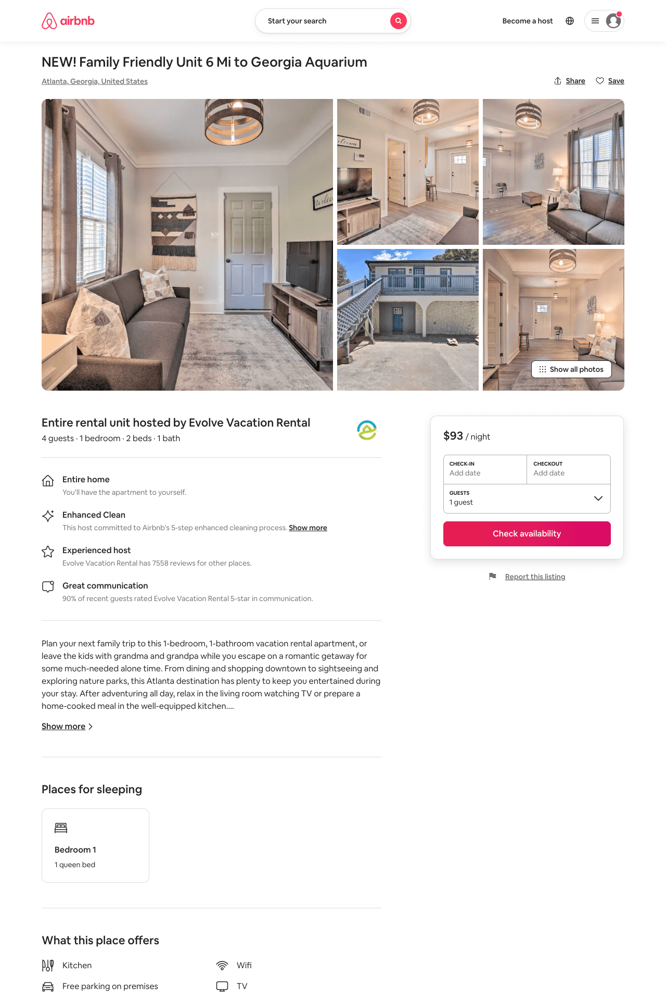 airbnb
Start your search
Become a host
NEW! Family Friendly Unit 6 Mi to Georgia Aquarium
Atlanta, Georgia, United States
Share
Save
Show all photos
Entire rental unit hosted by Evolve Vacation Rental
4 guests · 1 bedroom · 2 beds · 1 bath
$93 / night
CHECK-IN
Add date
CHECKOUT
Add date
GUESTS
1 guest
Check availability
Report this listing
Entire home
You'll have the apartment to yourself.
Enhanced Clean
This host committed to Airbnb's 5-step enhanced cleaning process. Show more
Experienced host
Evolve Vacation Rental has 7558 reviews for other places.
Great communication
90% of recent guests rated Evolve Vacation Rental 5-star in communication.
Plan your next family trip to this 1-bedroom, 1-bathroom vacation rental apartment, or
leave the kids with grandma and grandpa while you escape on a romantic getaway for
some much-needed alone time. From dining and shopping downtown to sightseeing and
exploring nature parks, this Atlanta destination has plenty to keep you entertained during
your stay. After adventuring all day, relax in the living room watching TV or prepare a
home-cooked meal in the well-equipped kitchen....
Show more
Places for sleeping
Bedroom 1
1 queen bed
What this place offers
Kitchen
Wifi
Free parking on premises
TV